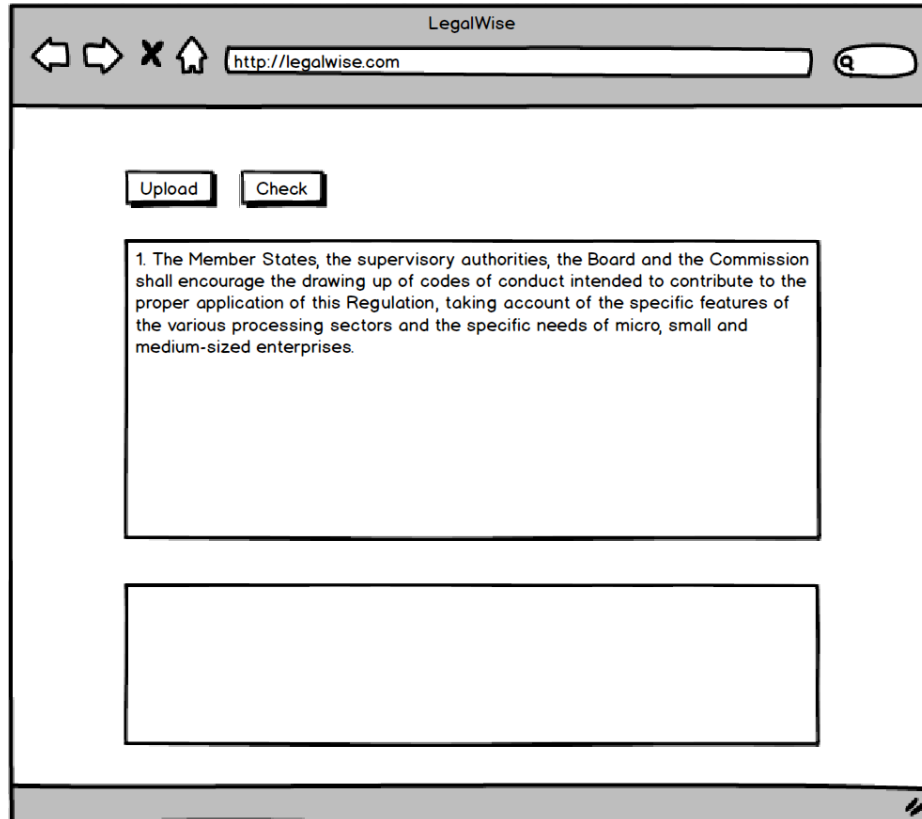 LegalWise
http://legalwise.com
Upload
Check
1. The Member States, the supervisory authorities, the Board and the Commission
shall encourage the drawing up of codes of conduct intended to contribute to the
proper application of this Regulation, taking account of the specific features of
the various processing sectors and the specific needs of micro, small and
medium-sized enterprises.